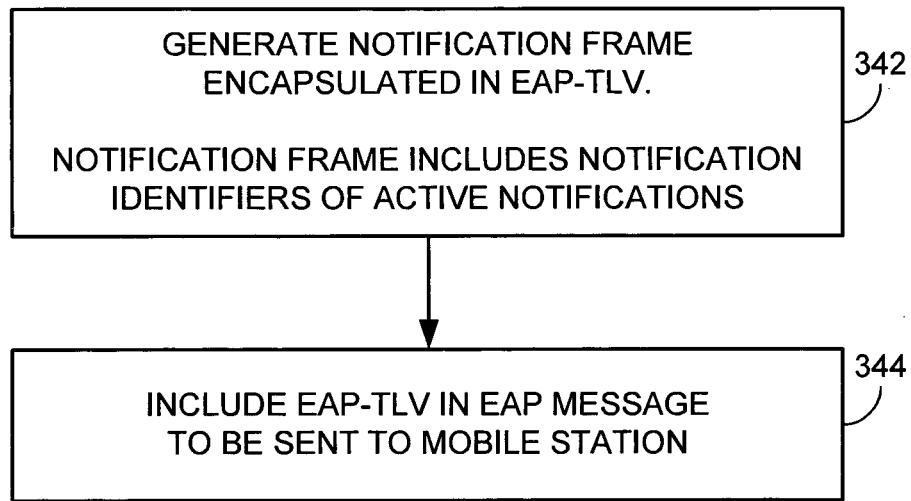 GENERATE NOTIFICATION FRAME
ENCAPSULATED IN EAP-TLV.
342
NOTIFICATION FRAME INCLUDES NOTIFICATION
IDENTIFIERS OF ACTIVE NOTIFICATIONS
344
INCLUDE EAP-TLV IN EAP MESSAGE
TO BE SENT TO MOBILE STATION